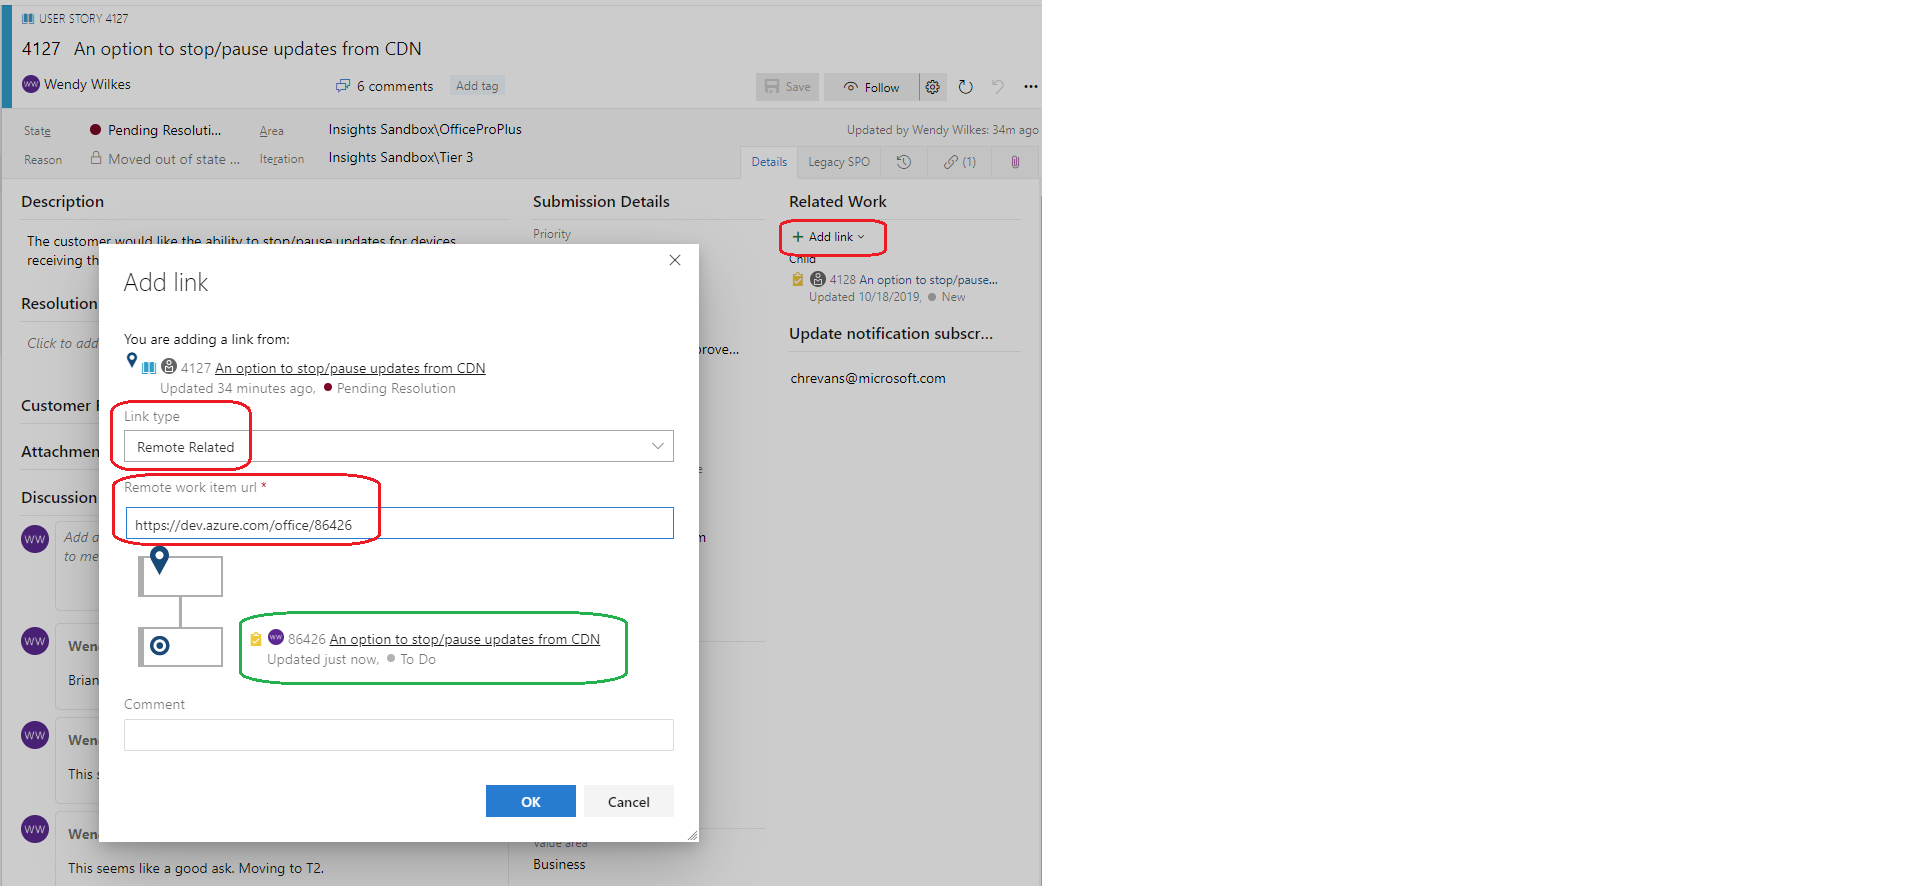 USER STORY 4127
4127 An option to stop/pause updates from CDN
WW Wendy Wilkes
6 comments
Add tag
Save
Follow
State
Pending Resoluti...
Area
Insights Sandbox\OfficeProPlus
Updated by Wendy Wilkes: 34m ago
Reason
Moved out of state ...
Iteration
Insights Sandbox\Tier 3
Details
Legacy SPO
(1)
Description
The customer would like the ability to stop/pause updates for devices
receiving th
Resolution
Click to add
Customer
Attachmen
Discussion
WW
Add a
to me
WW
Wen
Brian
WW
Wen
This s
WW
Wen
This seems like a good ask. Moving to T2.
Submission Details
Priority
prove...
e
m
Value area
Business
Related Work
+ Add link
Child
4128 An option to stop/pause...
Updated 10/18/2019, New
Update notification subscr...
chrevans@microsoft.com
Add link
You are adding a link from:
4127 An option to stop/pause updates from CDN
Updated 34 minutes ago, Pending Resolution
Link type
Remote Related
Remote work item url *
https://dev.azure.com/office/86426
WW 86426 An option to stop/pause updates from CDN
Updated just now, To Do
Comment
OK
Cancel